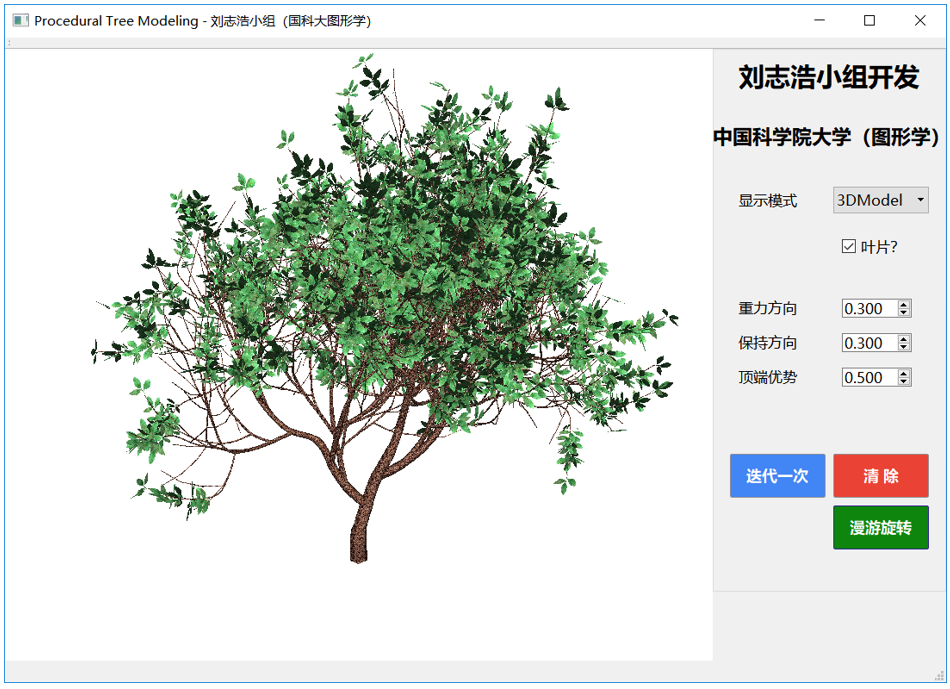 Procedural Tree Modeling - 刘志浩小组（国科大图形学）
刘志浩小组开发
中国科学院大学（图形学）
显示模式 3DModel
叶片?
重力方向 0.300
保持方向 0.300
顶端优势 0.500
迭代一次 清 除
漫游旋转